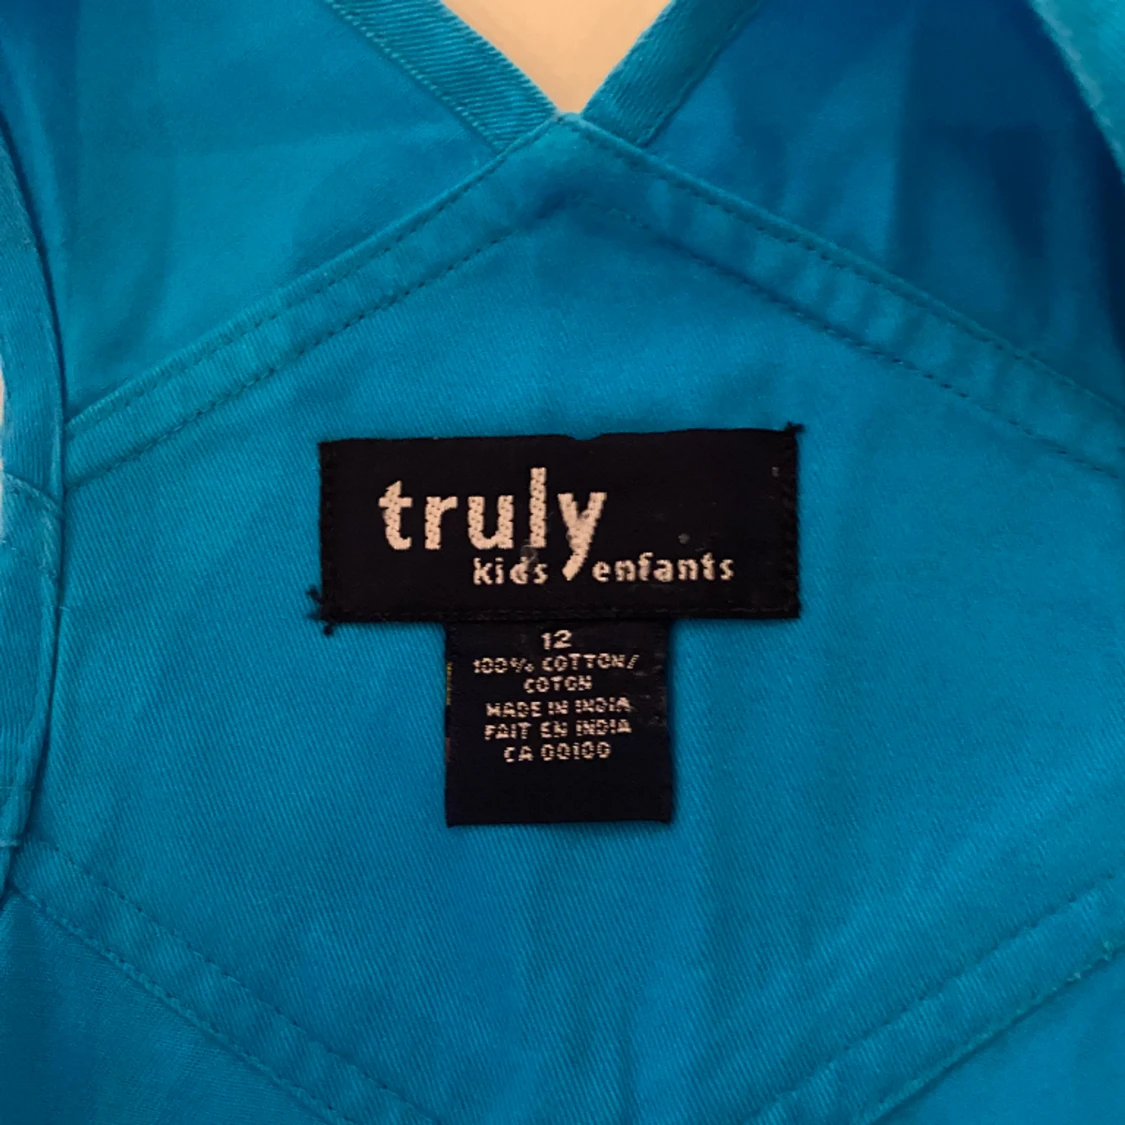 truly
kids enfants
12
100% COTTON/
COTON
MADE IN INDIA
FAIT EN INDIA
CA 00100